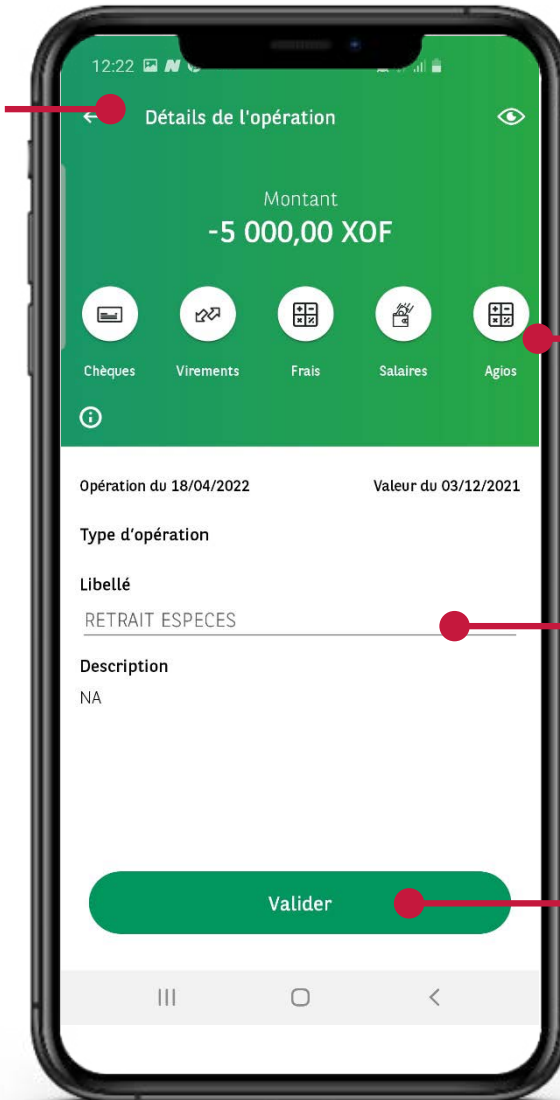 12:22
Détails de l'opération
Montant
-5 000,00 XOF
Chèques Virements Frais Salaires Agios
Opération du 18/04/2022 Valeur du 03/12/2021
Type d'opération
Libellé
RETRAIT ESPECES
Description
NA
Valider